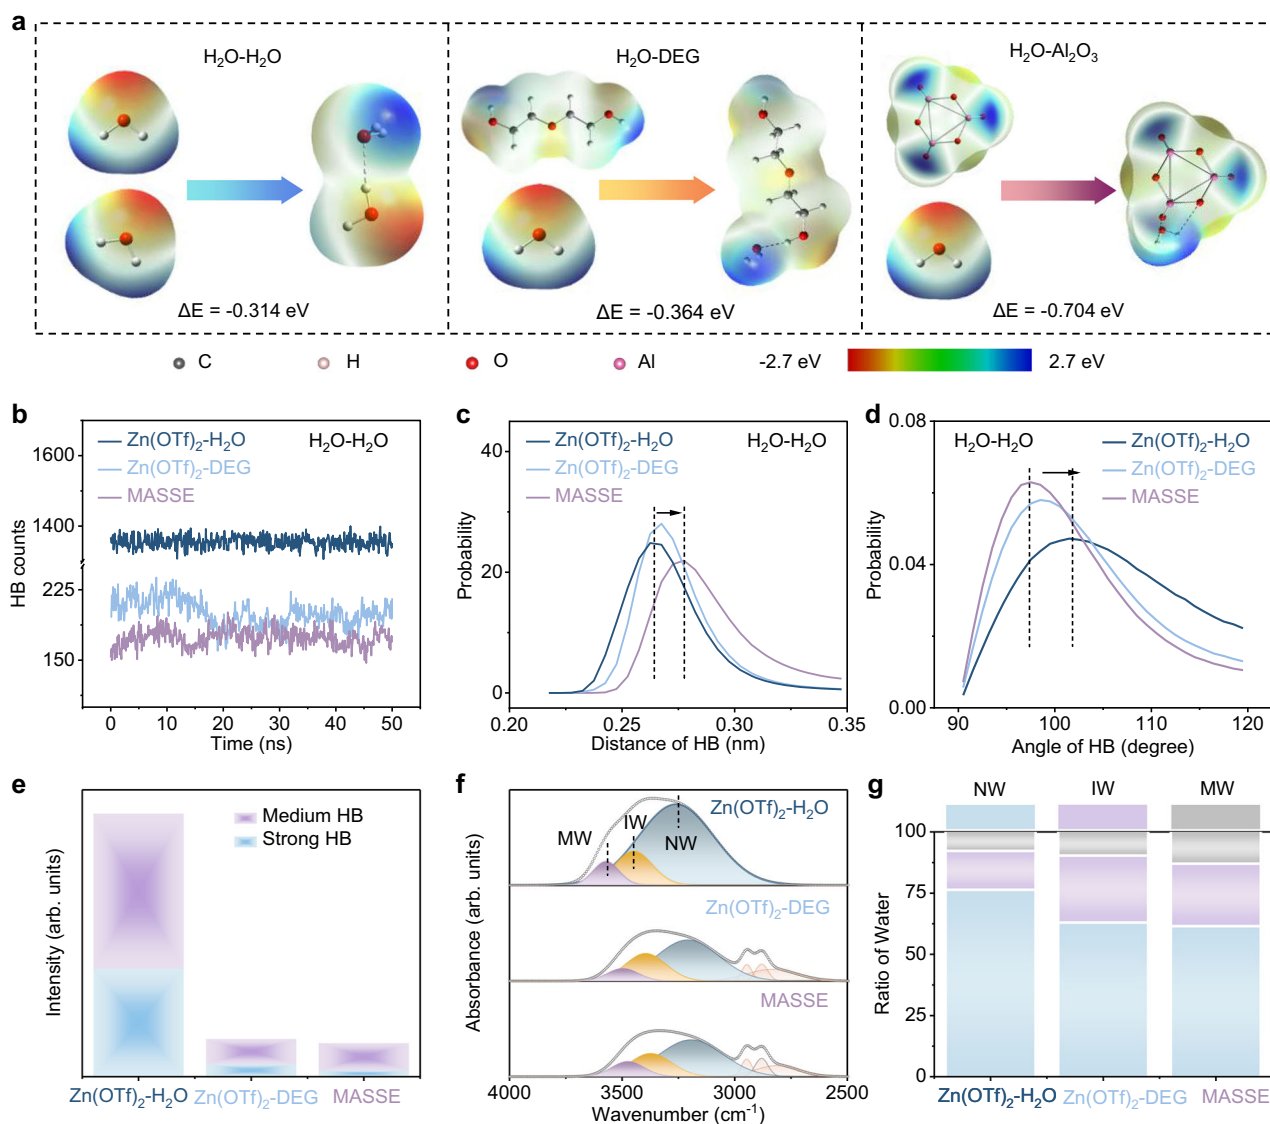 a
H₂O-H₂O
H₂O-DEG
H₂O-Al₂O₃
ΔE = -0.314 eV
ΔE = -0.364 eV
ΔE = -0.704 eV
C
H
O
Al
-2.7 eV
2.7 eV
b
Zn(OTf)₂-H₂O
H₂O-H₂O
Zn(OTf)₂-DEG
MASSE
1600
1400
225
150
HB counts
0
10
20
30
40
50
Time (ns)
c
Zn(OTf)₂-H₂O
H₂O-H₂O
Zn(OTf)₂-DEG
MASSE
40
20
0
Probability
0.20
0.25
0.30
0.35
Distance of HB (nm)
d
H₂O-H₂O
Zn(OTf)₂-H₂O
Zn(OTf)₂-DEG
MASSE
0.08
0.04
0.00
Probability
90
100
110
120
Angle of HB (degree)
e
Medium HB
Strong HB
Intensity (arb. units)
Zn(OTf)₂-H₂O
Zn(OTf)₂-DEG
MASSE
f
Zn(OTf)₂-H₂O
MW
IW
NW
Zn(OTf)₂-DEG
MASSE
Absorbance (arb. units)
4000
3500
3000
2500
Wavenumber (cm⁻¹)
g
NW
IW
MW
100
75
50
25
0
Ratio of Water
Zn(OTf)₂-H₂O
Zn(OTf)₂-DEG
MASSE